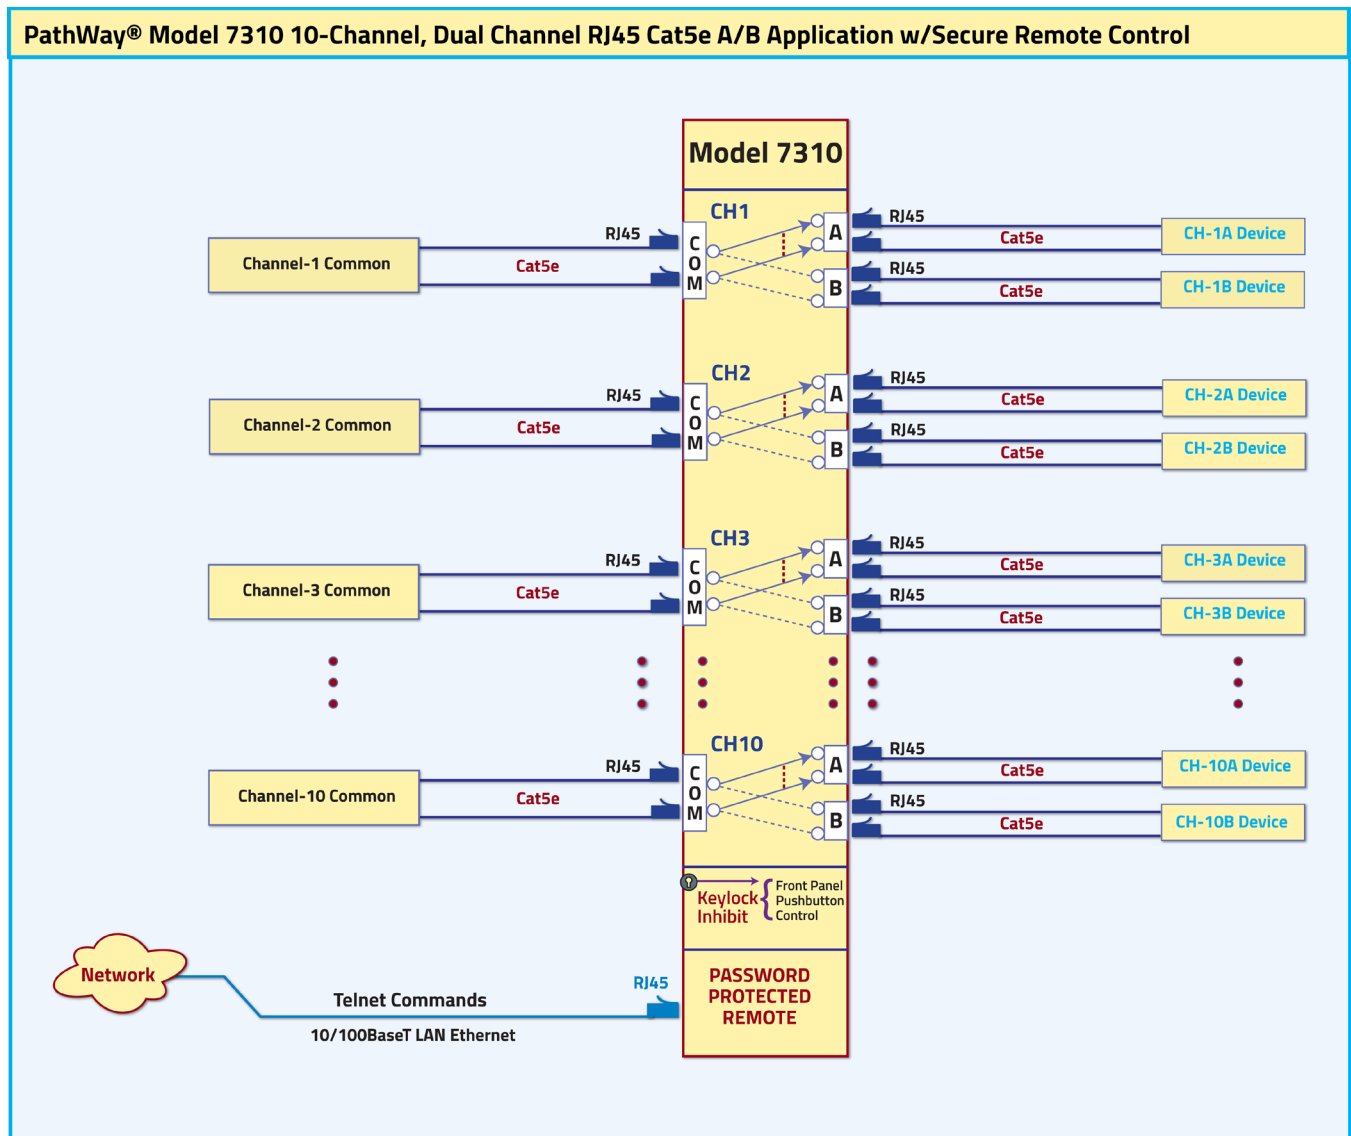 PathWay® Model 7310 10-Channel, Dual Channel RJ45 Cat5e A/B Application w/Secure Remote Control
Model 7310
CH1
RJ45
COM
A
RJ45
Cat5e
CH-1A Device
Channel-1 Common
Cat5e
B
RJ45
Cat5e
CH-1B Device
CH2
RJ45
COM
A
RJ45
Cat5e
CH-2A Device
Channel-2 Common
Cat5e
B
RJ45
Cat5e
CH-2B Device
CH3
RJ45
COM
A
RJ45
Cat5e
CH-3A Device
Channel-3 Common
Cat5e
B
RJ45
Cat5e
CH-3B Device
CH10
RJ45
COM
A
RJ45
Cat5e
CH-10A Device
Channel-10 Common
Cat5e
B
RJ45
Cat5e
CH-10B Device
Keylock
Inhibit
Front Panel
Pushbutton
Control
Network
RJ45
Telnet Commands
10/100BaseT LAN Ethernet
PASSWORD
PROTECTED
REMOTE